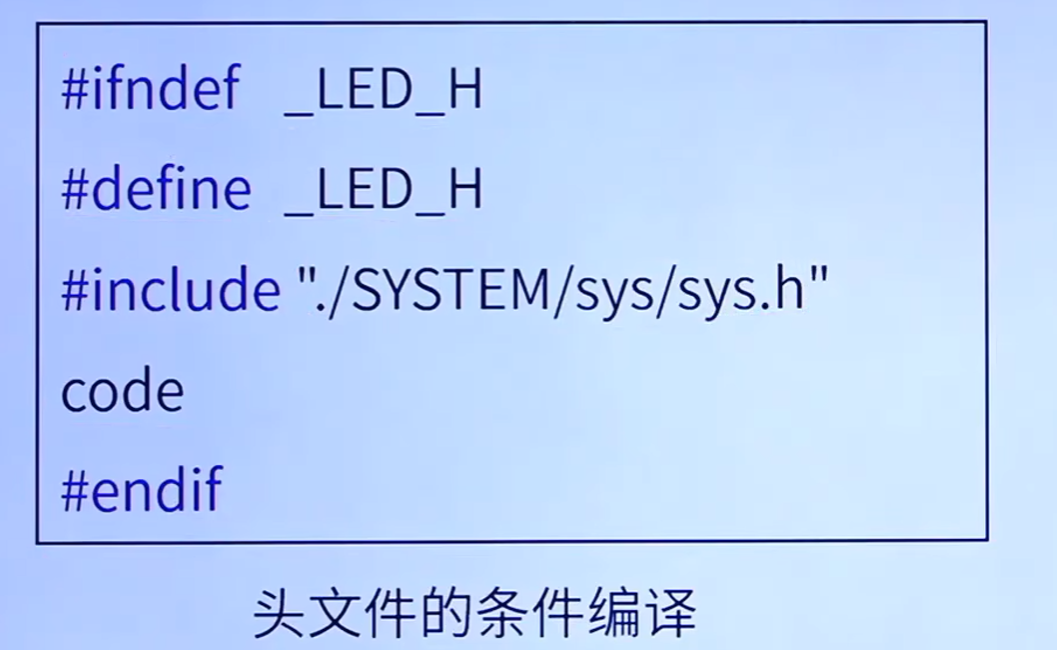 #ifndef _LED_H
#define _LED_H
#include "./SYSTEM/sys/sys.h"
code
#endif
头文件的条件编译